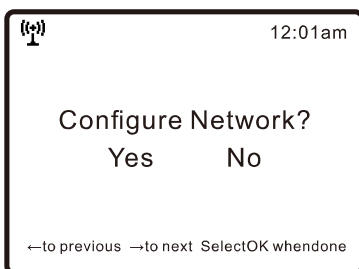 12:01am
Configure Network?
Yes No
←to previous →to next SelectOK whendone